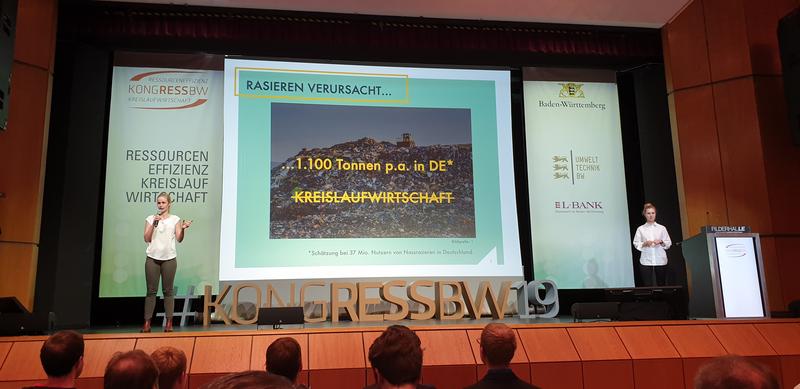 RESSOURCENEFFIZIENZ
KONGRESSBW
KREISLAUFWIRTSCHAFT
RESSOURCEN
EFFIZIENZ
KREISLAUF
WIRTSCHAFT
RASIEREN VERURSACHT...
...1.100 Tonnen p.a. in DE*
KREISLAUFWIRTSCHAFT
*Schätzung bei 37 Mio. Nutzern von Nassrasieren in Deutschland
Baden-Württemberg
UMWELT
TECHNIK
BW
L-BANK
FILDERHALLE
#KONGRESSBW19